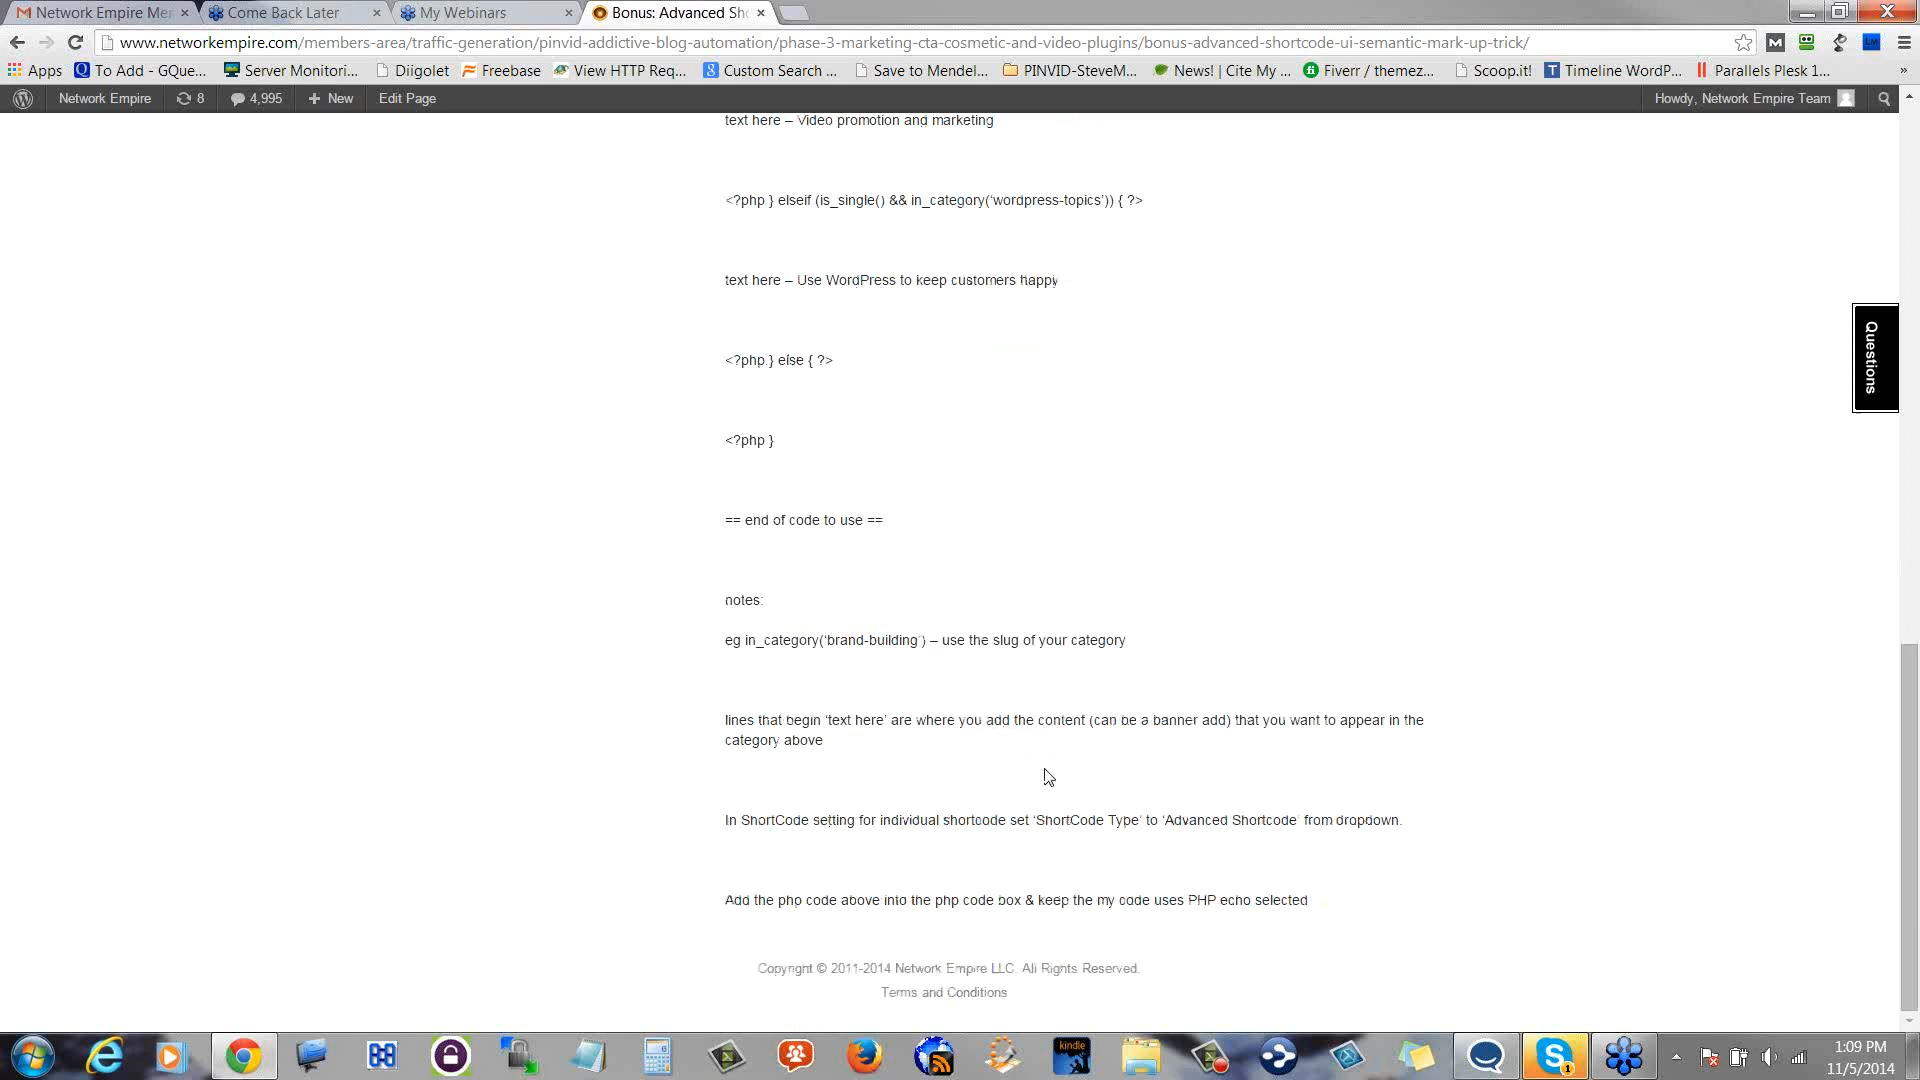 Network Empire Me
Come Back Later
My Webinars
Bonus: Advanced Sh
www.networkempire.com/members-area/traffic-generation/pinvid-addictive-blog-automation/phase-3-marketing-cta-cosmetic-and-video-plugins/bonus-advanced-shortcode-ui-semantic-mark-up-trick/
Apps
To Add - GQue...
Server Monitori...
Diigolet
Freebase
View HTTP Req...
Custom Search ...
Save to Mendel...
PINVID-SteveM...
News! | Cite My ...
Fiverr / themez...
Scoop.it!
Timeline WordP...
Parallels Plesk 1...
»
Network Empire
8
4,995
+ New
Edit Page
Howdy, Network Empire Team
text here – Video promotion and marketing
<?php } elseif (is_single() && in_category(‘wordpress-topics’)) { ?>
text here – Use WordPress to keep customers happy
<?php } else { ?>
<?php }
== end of code to use ==
notes:
eg in_category(‘brand-building’) – use the slug of your category
lines that begin ‘text here’ are where you add the content (can be a banner add) that you want to appear in the
category above
In ShortCode setting for individual shortcode set ‘ShortCode Type’ to ‘Advanced Shortcode’ from dropdown.
Add the php code above into the php code box & keep the my code uses PHP echo selected
Copyright © 2011-2014 Network Empire LLC. All Rights Reserved.
Terms and Conditions
Questions
kindle
1:09 PM
11/5/2014